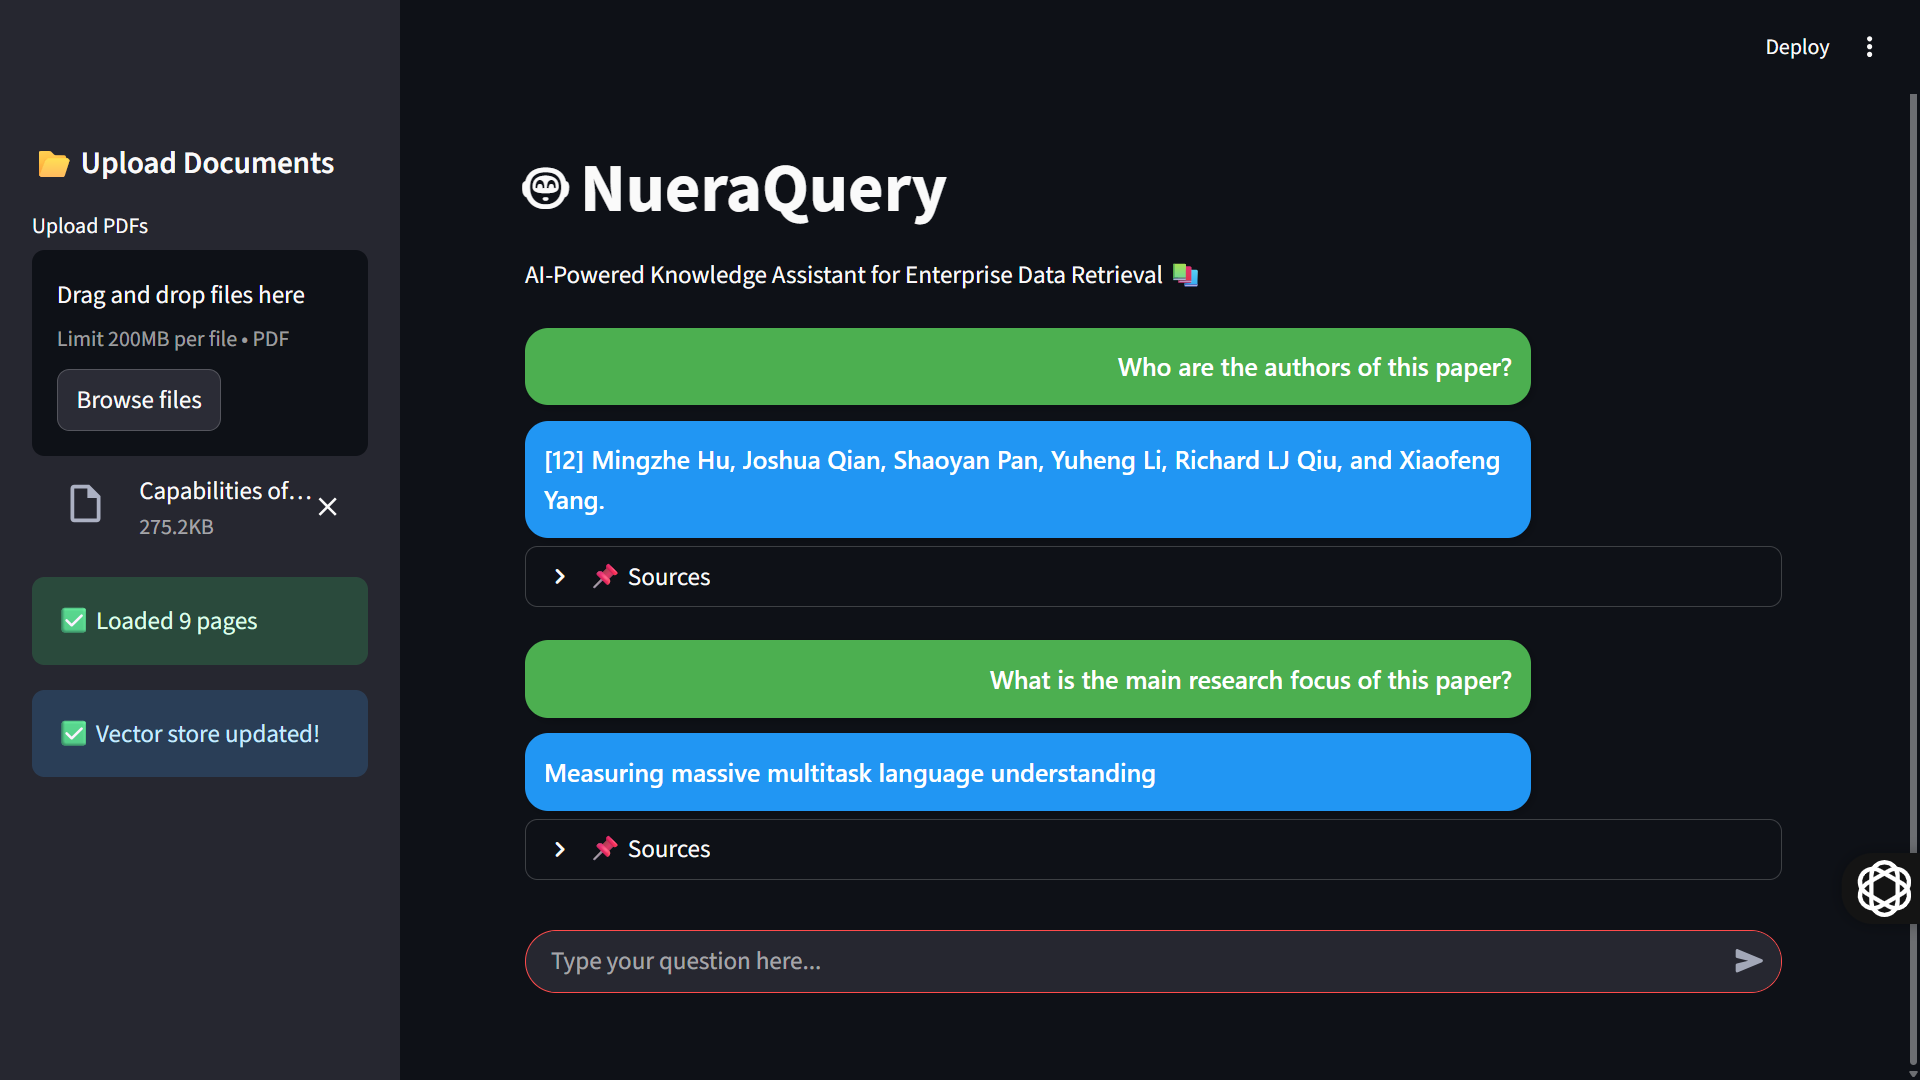 Deploy
📂 Upload Documents
Upload PDFs
Drag and drop files here
Limit 200MB per file • PDF
Browse files
Capabilities of...
275.2KB
✅ Loaded 9 pages
✅ Vector store updated!
NueraQuery
AI-Powered Knowledge Assistant for Enterprise Data Retrieval 📚
Who are the authors of this paper?
[12] Mingzhe Hu, Joshua Qian, Shaoyan Pan, Yuheng Li, Richard LJ Qiu, and Xiaofeng
Yang.
📌 Sources
What is the main research focus of this paper?
Measuring massive multitask language understanding
📌 Sources
Type your question here...